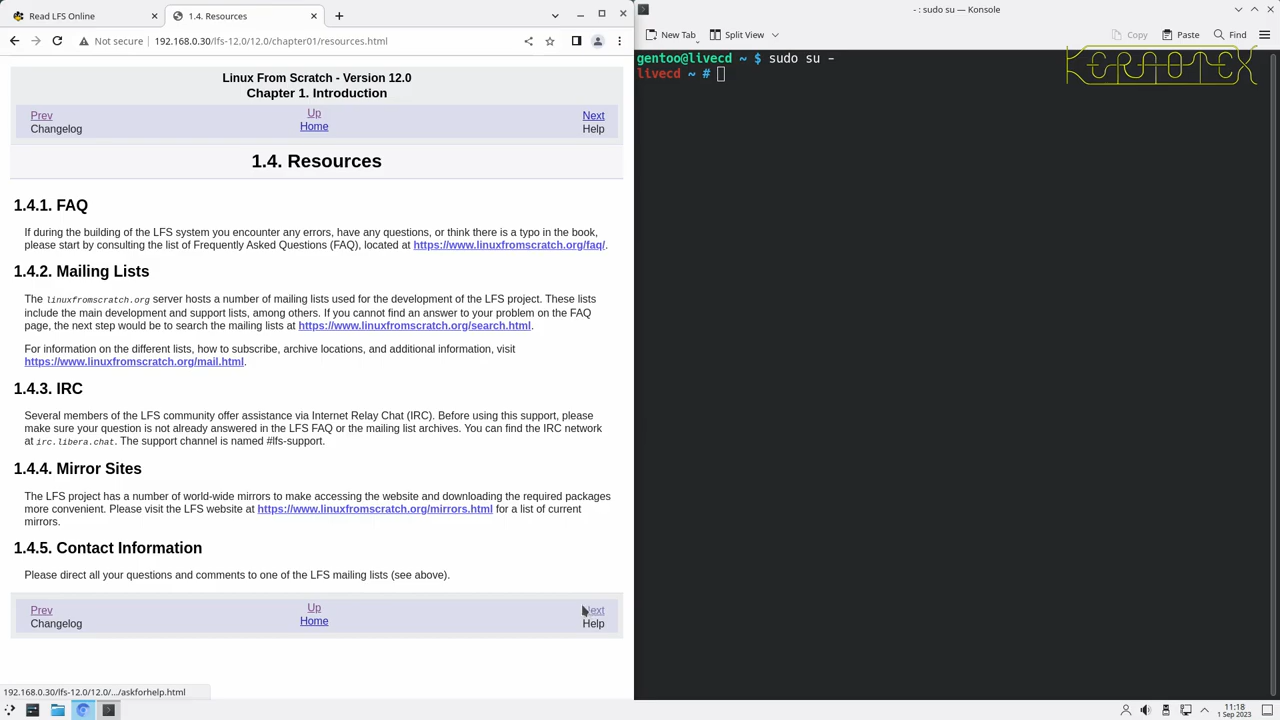 Read LFS Online
1.4. Resources
Not secure
192.168.0.30/lfs-12.0/12.0/chapter01/resources.html
Linux From Scratch - Version 12.0
Chapter 1. Introduction
Prev
Up
Next
Changelog
Home
Help
1.4. Resources
1.4.1. FAQ
If during the building of the LFS system you encounter any errors, have any questions, or think there is a typo in the book,
please start by consulting the list of Frequently Asked Questions (FAQ), located at https://www.linuxfromscratch.org/faq/.
1.4.2. Mailing Lists
The linuxfromscratch.org server hosts a number of mailing lists used for the development of the LFS project. These lists
include the main development and support lists, among others. If you cannot find an answer to your problem on the FAQ
page, the next step would be to search the mailing lists at https://www.linuxfromscratch.org/search.html.
For information on the different lists, how to subscribe, archive locations, and additional information, visit
https://www.linuxfromscratch.org/mail.html.
1.4.3. IRC
Several members of the LFS community offer assistance via Internet Relay Chat (IRC). Before using this support, please
make sure your question is not already answered in the LFS FAQ or the mailing list archives. You can find the IRC network
at irc.libera.chat. The support channel is named #lfs-support.
1.4.4. Mirror Sites
The LFS project has a number of world-wide mirrors to make accessing the website and downloading the required packages
more convenient. Please visit the LFS website at https://www.linuxfromscratch.org/mirrors.html for a list of current
mirrors.
1.4.5. Contact Information
Please direct all your questions and comments to one of the LFS mailing lists (see above).
Prev
Up
Next
Changelog
Home
Help
192.168.0.30/lfs-12.0/12.0/.../askforhelp.html
- : sudo su — Konsole
New Tab
Split View
Copy
Paste
Find
gentoo@livecd ~ $ sudo su -
livecd ~ #
KERNOTEX
11:18
1 Sep 2023